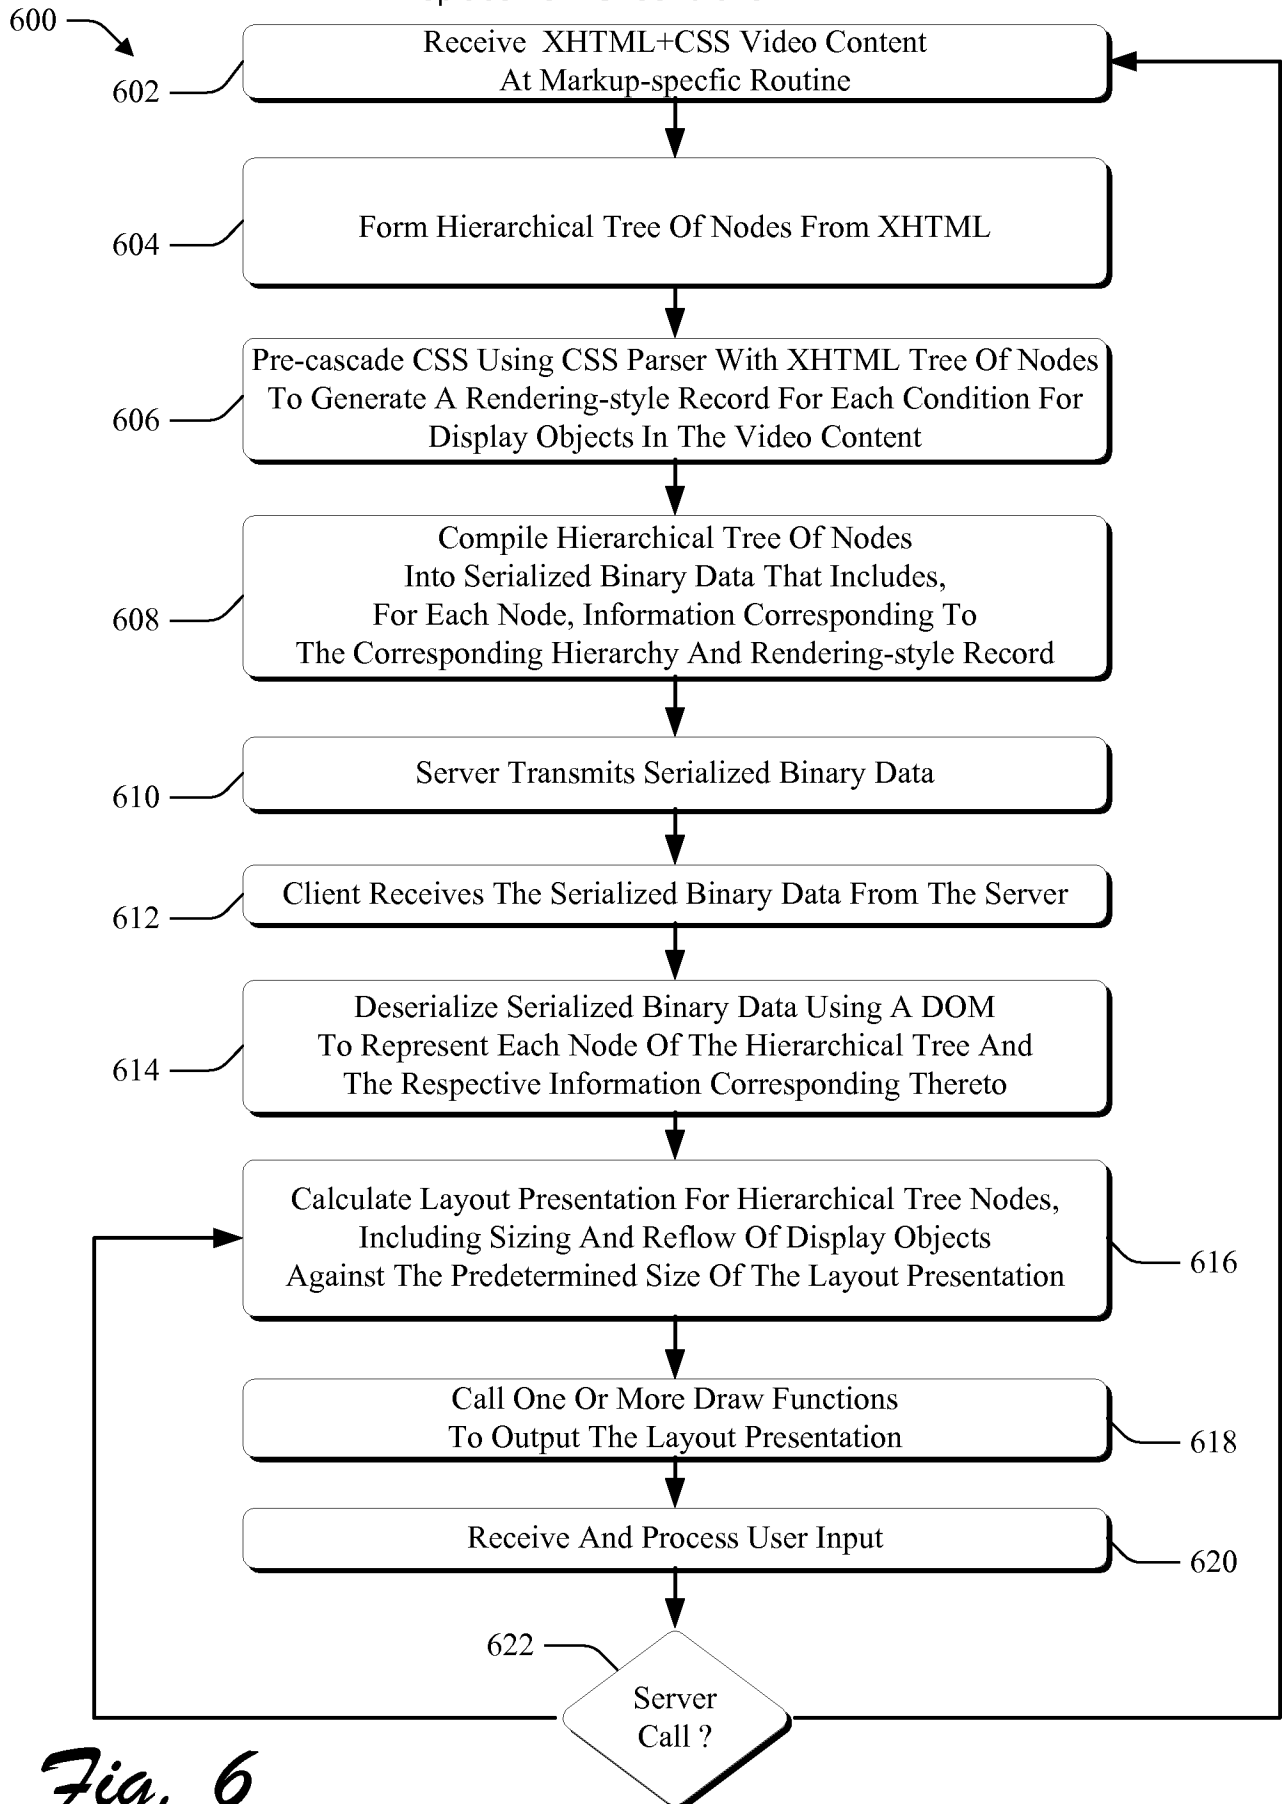 600
Receive XHTML+CSS Video Content
At Markup-specfic Routine
602
Form Hierarchical Tree Of Nodes From XHTML
604
Pre-cascade CSS Using CSS Parser With XHTML Tree Of Nodes
To Generate A Rendering-style Record For Each Condition For
Display Objects In The Video Content
606
Compile Hierarchical Tree Of Nodes
Into Serialized Binary Data That Includes,
For Each Node, Information Corresponding To
The Corresponding Hierarchy And Rendering-style Record
608
Server Transmits Serialized Binary Data
610
Client Receives The Serialized Binary Data From The Server
612
Deserialize Serialized Binary Data Using A DOM
To Represent Each Node Of The Hierarchical Tree And
The Respective Information Corresponding Thereto
614
Calculate Layout Presentation For Hierarchical Tree Nodes,
Including Sizing And Reflow Of Display Objects
Against The Predetermined Size Of The Layout Presentation
616
Call One Or More Draw Functions
To Output The Layout Presentation
618
Receive And Process User Input
620
622
Server
Call ?
Fig. 6